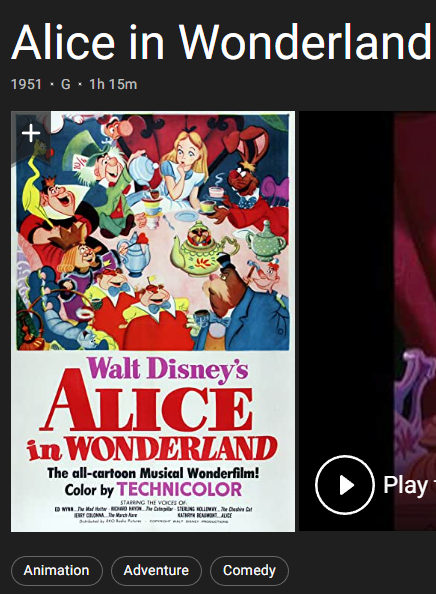 Alice in Wonderland
1951 · G · 1h 15m
10/6
Walt Disney's
ALICE
in WONDERLAND
The all-cartoon Musical Wonderfilm!
Color by TECHNICOLOR
STARRING THE VOICES OF:
ED WYNN...The Mad Hatter · RICHARD HAYDN...The Caterpillar · STERLING HOLLOWAY...The Cheshire Cat
JERRY COLONNA...The March Hare KATHRYN BEAUMONT...ALICE
Distributed by RKO Radio Pictures COPYRIGHT WALT DISNEY PRODUCTIONS
Play
Animation
Adventure
Comedy